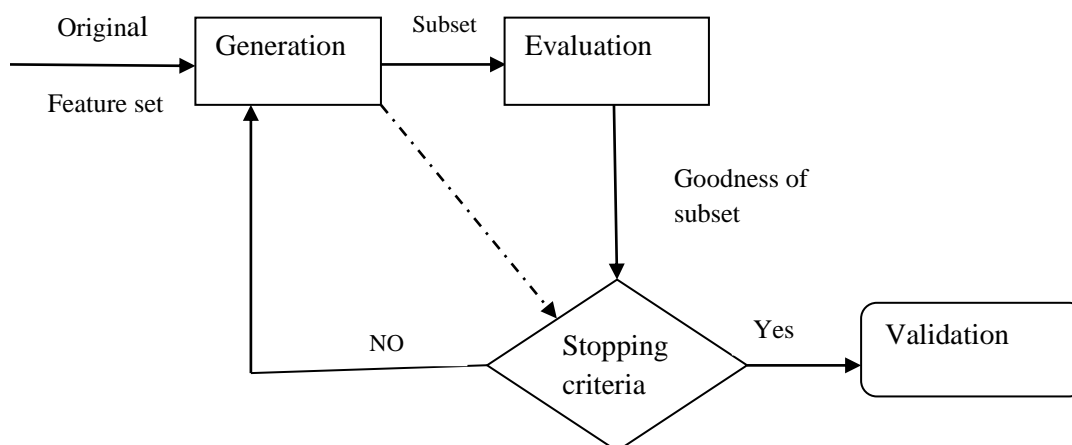 Original
Feature set
Generation
Subset
Evaluation
Goodness of
subset
Stopping
criteria
NO
Yes
Validation